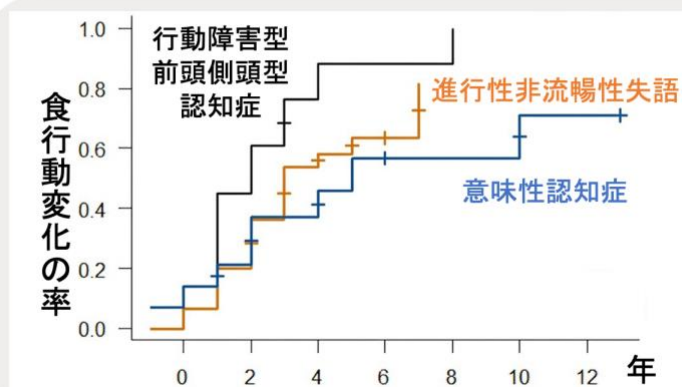 行動障害型
前頭側頭型
認知症
進行性非流暢性失語
意味性認知症
食行動変化の率
1.0
0.8
0.6
0.4
0.2
0.0
0 2 4 6 8 10 12 年